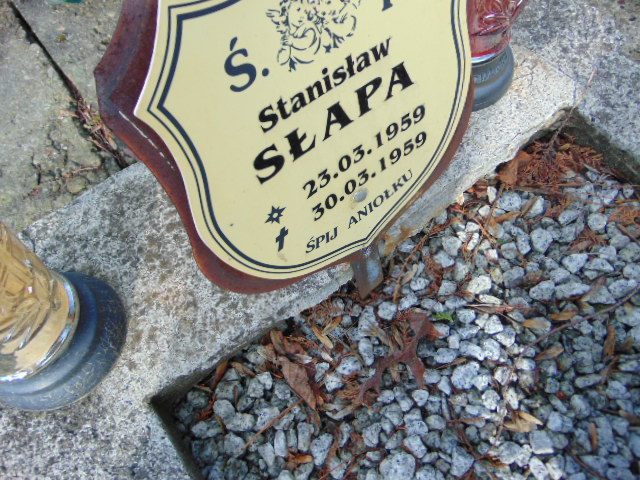 Ś.
Stanisław
SŁAPA
23.03.1959
30.03.1959
ŚPIJ ANIOŁKU